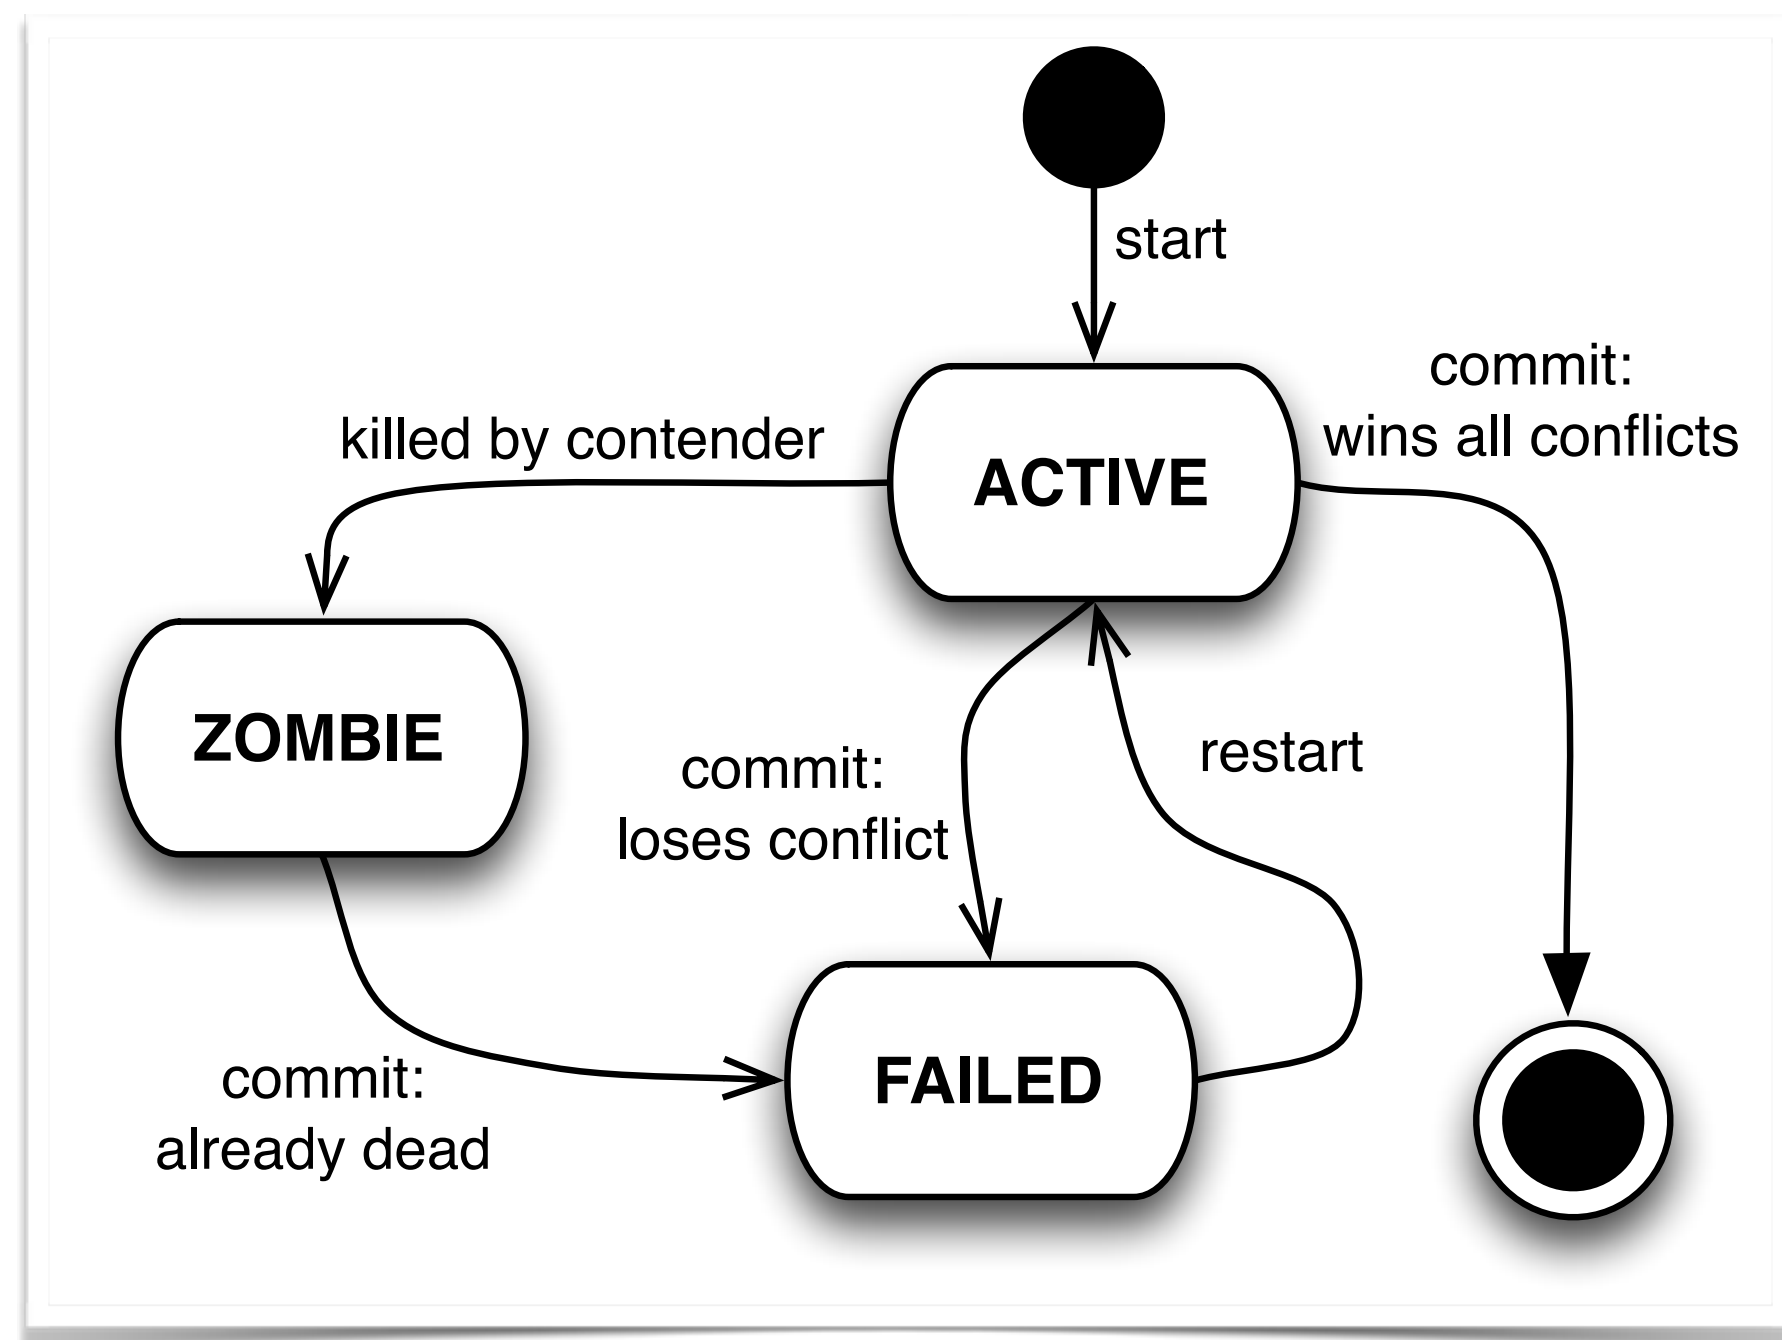 start
commit:
wins all conflicts
killed by contender
ACTIVE
ZOMBIE
commit:
loses conflict
restart
commit:
already dead
FAILED